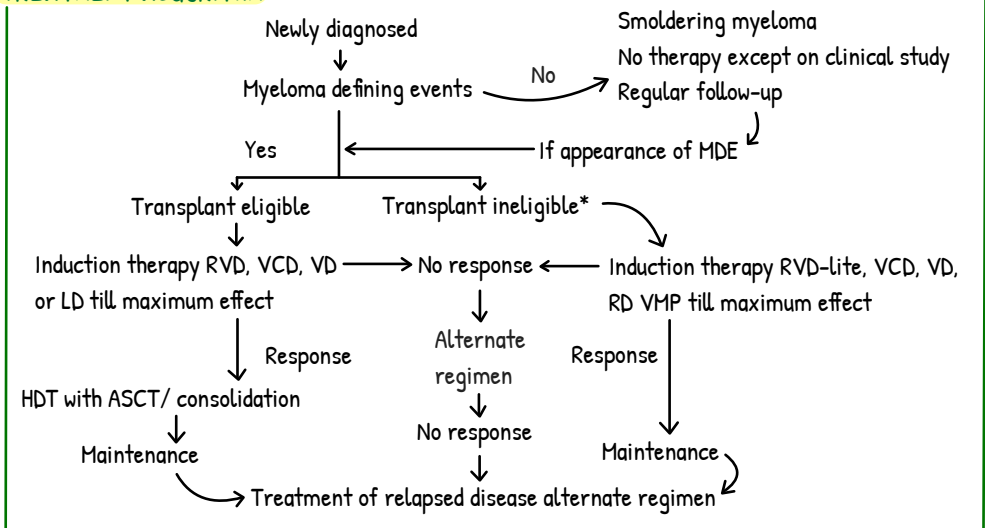 TREATMENT ALGORITHM
Newly diagnosed
Myeloma defining events
No
Smoldering myeloma
No therapy except on clinical study
Regular follow-up
Yes
If appearance of MDE
Transplant eligible
Transplant ineligible*
Induction therapy RVD, VCD, VD
or LD till maximum effect
No response
Induction therapy RVD-lite, VCD, VD,
RD VMP till maximum effect
Response
Alternate
regimen
Response
HDT with ASCT/ consolidation
No response
Maintenance
Maintenance
Treatment of relapsed disease alternate regimen